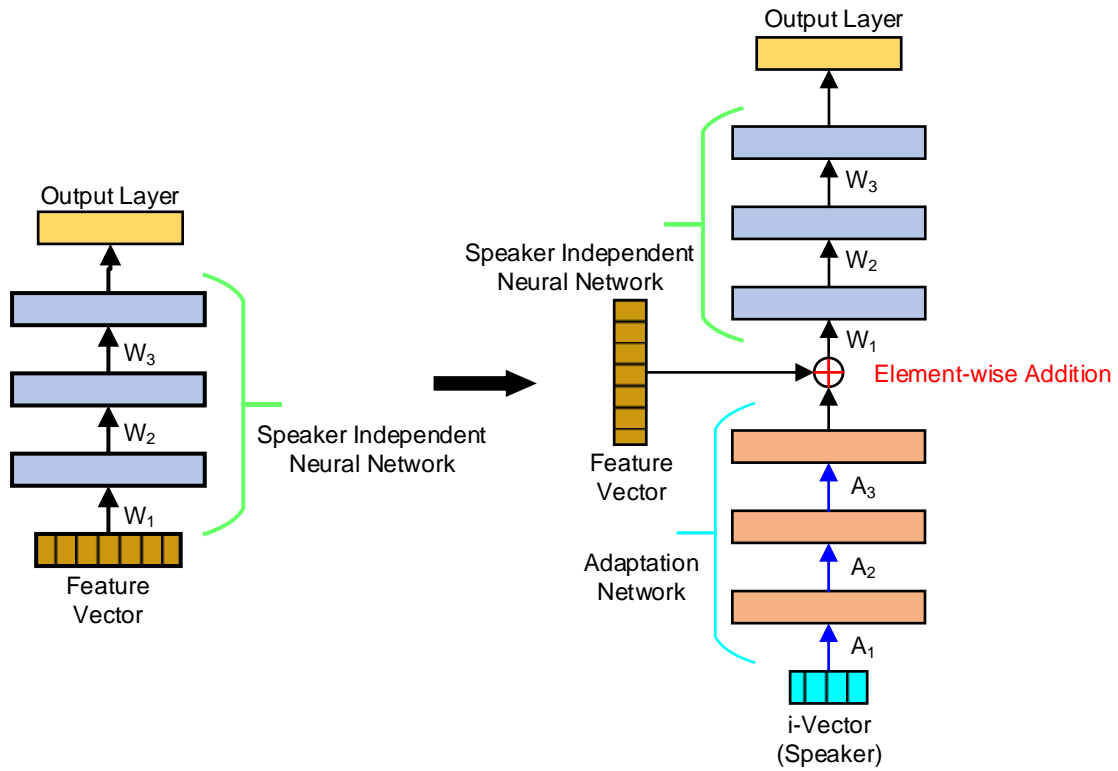 Output Layer
W₃
W₂
W₁
Speaker Independent
Neural Network
Feature
Vector
Output Layer
W₃
W₂
W₁
Speaker Independent
Neural Network
Element-wise Addition
Feature
Vector
A₃
A₂
A₁
Adaptation
Network
i-Vector
(Speaker)